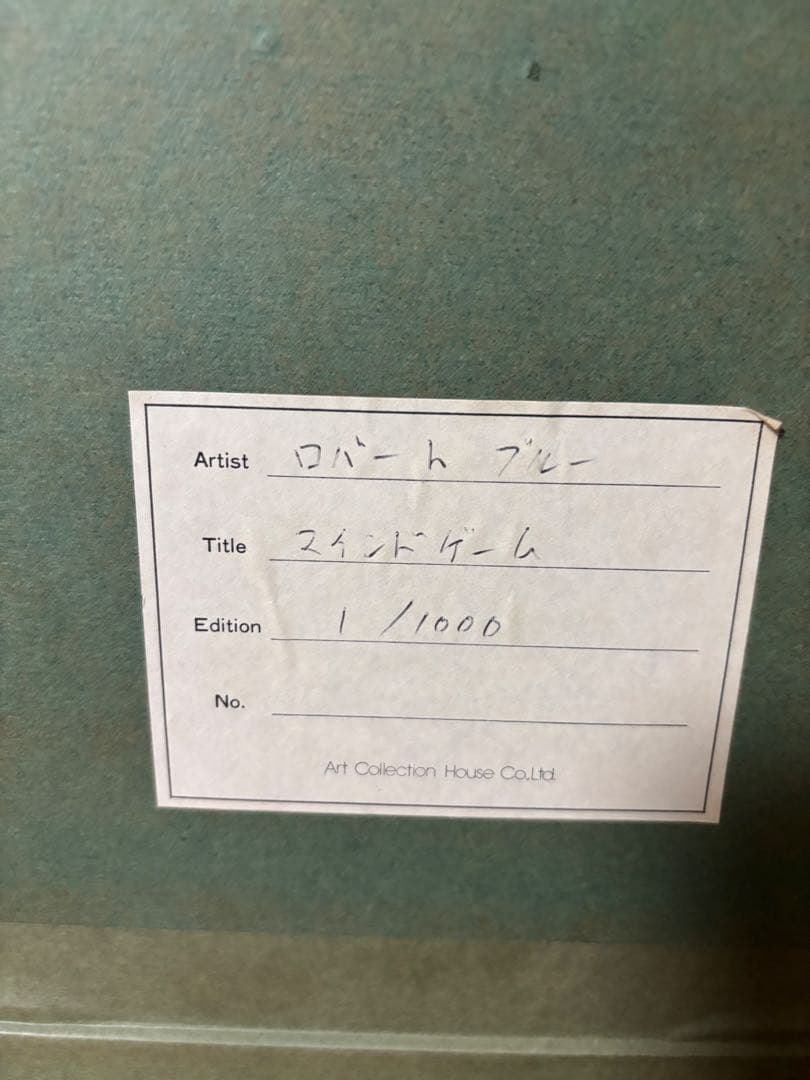 Artist ロバート ブルー
Title マインドゲーム
Edition 1/1000
No.
Art Collection House Co.,Ltd.